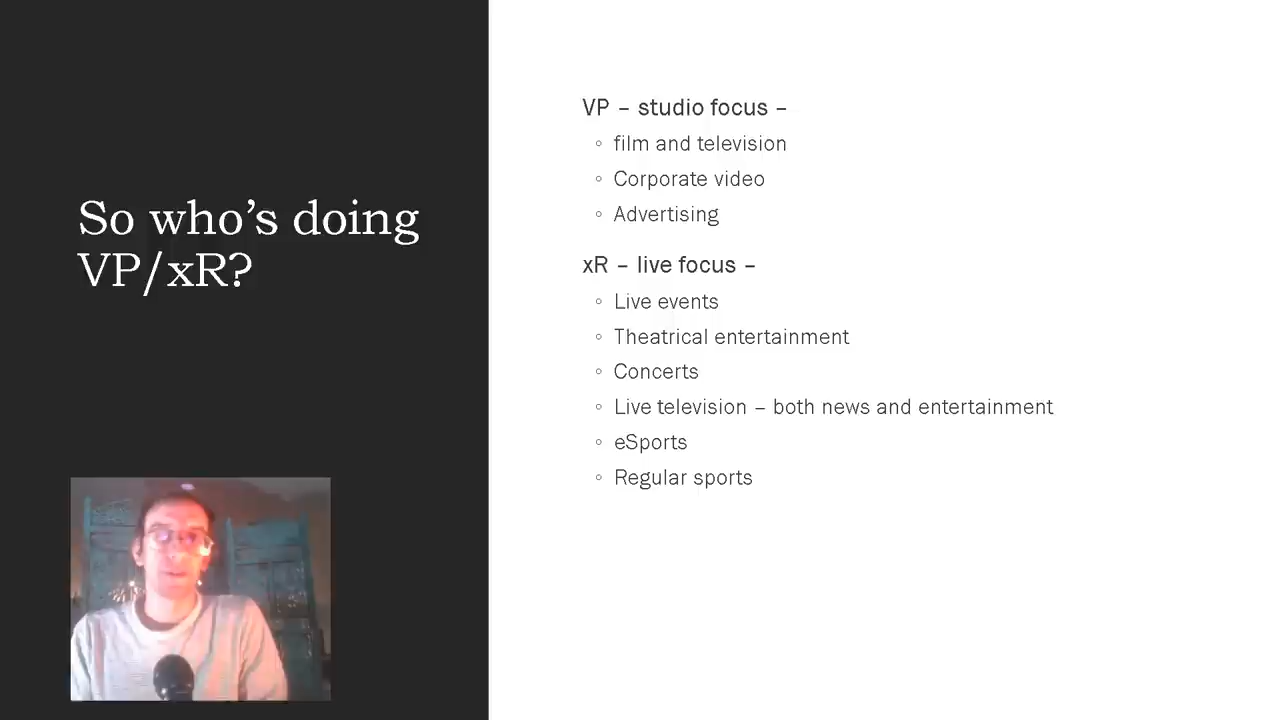 So who’s doing
VP/xR?
VP – studio focus –
film and television
Corporate video
Advertising
xR – live focus –
Live events
Theatrical entertainment
Concerts
Live television – both news and entertainment
eSports
Regular sports